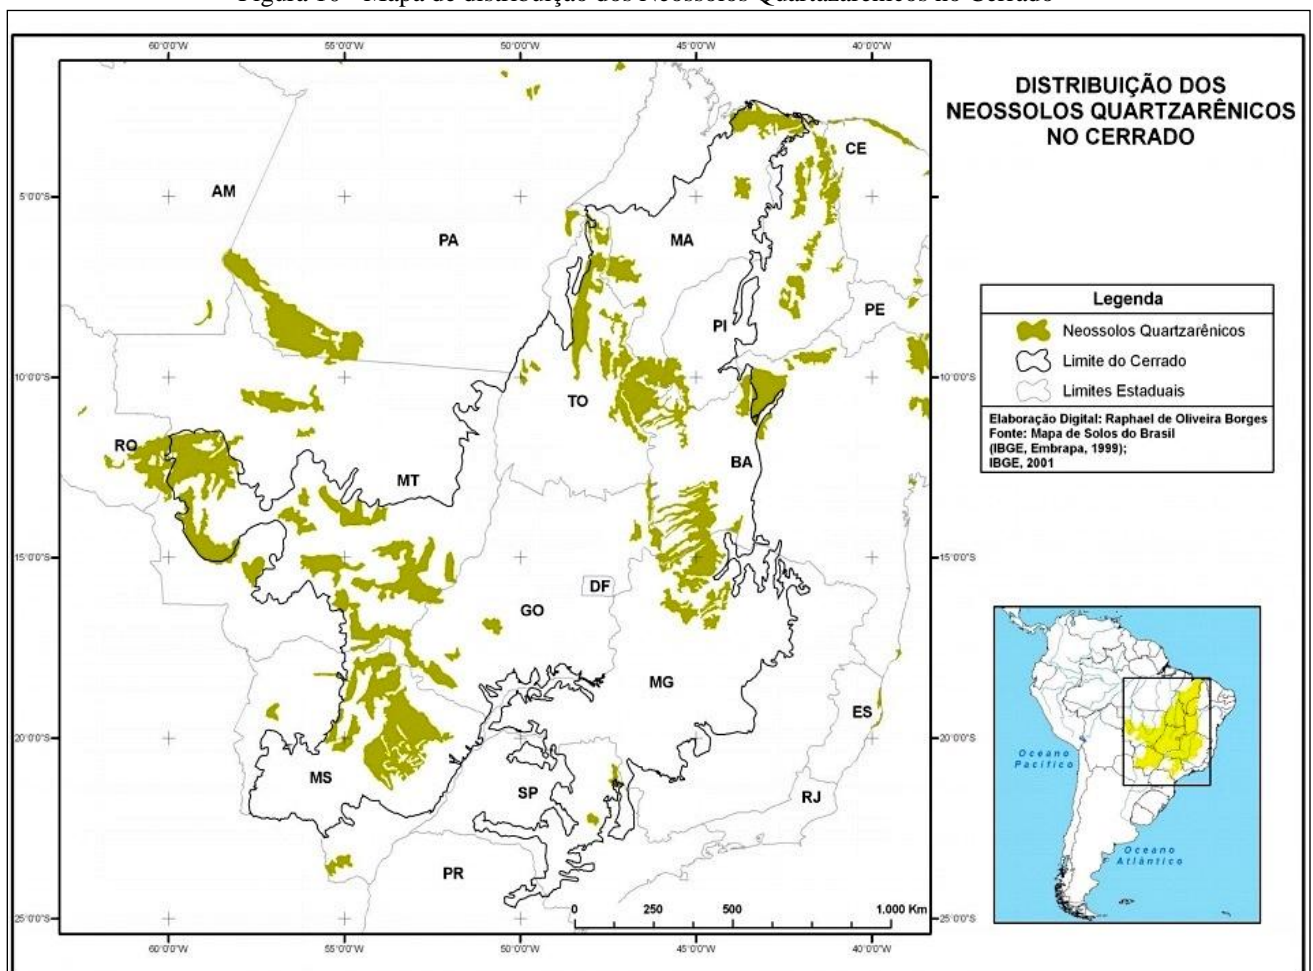 Figura 10 - Mapa de distribuição dos Neossolos Quartazarênicos no Cerrado
60°0'0"W 55°0'0"W 50°0'0"W 45°0'0"W 40°0'0"W
DISTRIBUIÇÃO DOS
NEOSSOLOS QUARTZARÊNICOS
NO CERRADO
CE
AM
5°0'0"S
PA
MA
PI
PE
Legenda
Neossolos Quartzarênicos
Limite do Cerrado
Limites Estaduais
10°0'0"S
10°0'0"S
TO
Elaboração Digital: Raphael de Oliveira Borges
Fonte: Mapa de Solos do Brasil
(IBGE, Embrapa, 1999);
IBGE, 2001
RO
MT
BA
15°0'0"S
15°0'0"S
DF
GO
MG
ES
20°0'0"S
20°0'0"S
MS
SP
RJ
PR
0 250 500 1.000 Km
25°0'0"S
25°0'0"S
60°0'0"W 55°0'0"W 50°0'0"W 45°0'0"W 40°0'0"W
Oceano
Pacífico
Oceano
Atlântico